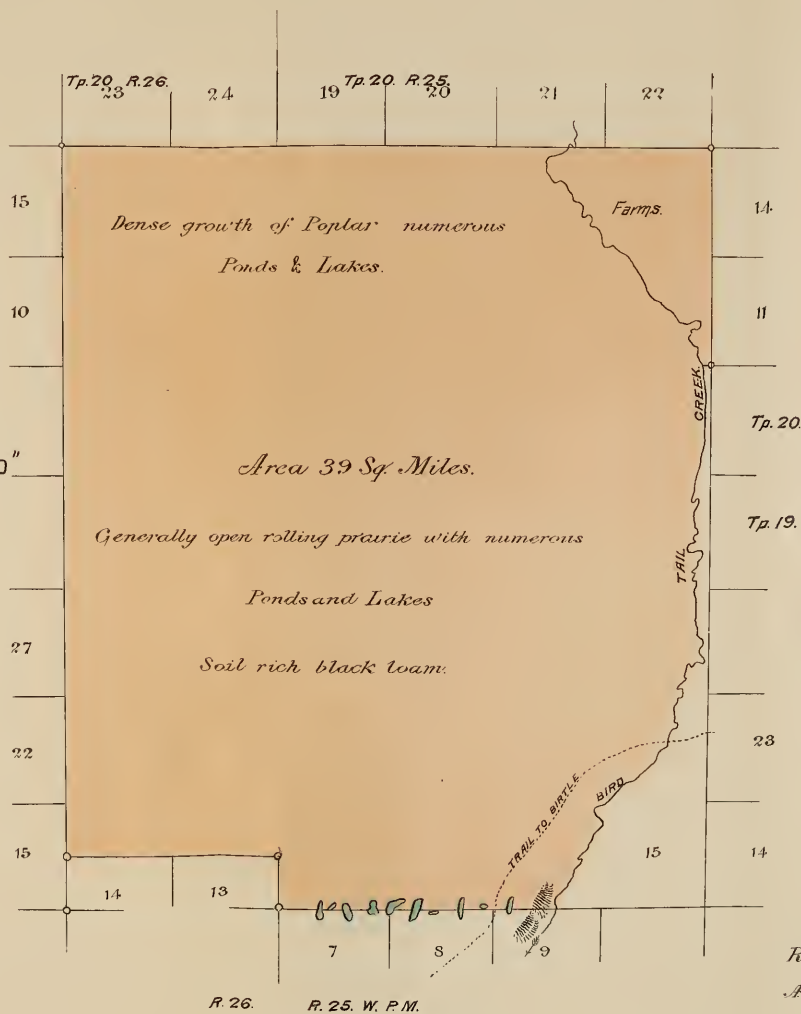 Tp. 20 R. 26. Tp. 20. R. 25.
23 24 19 20 21 22
15 14
Farms.
Dense growth of Poplar numerous
Ponds & Lakes.
10 11
CREEK.
Tp. 20.
0"
Area 39 Sq. Miles.
Tp. 19.
Generally open rolling prairie with numerous
TAIL
Ponds and Lakes
27
Soil rich black loam.
22 23
BIRD
TRAIL TO BIRTLE
15 15 14
14 13
7 8 9
R. 26. R. 25. W. P. M.